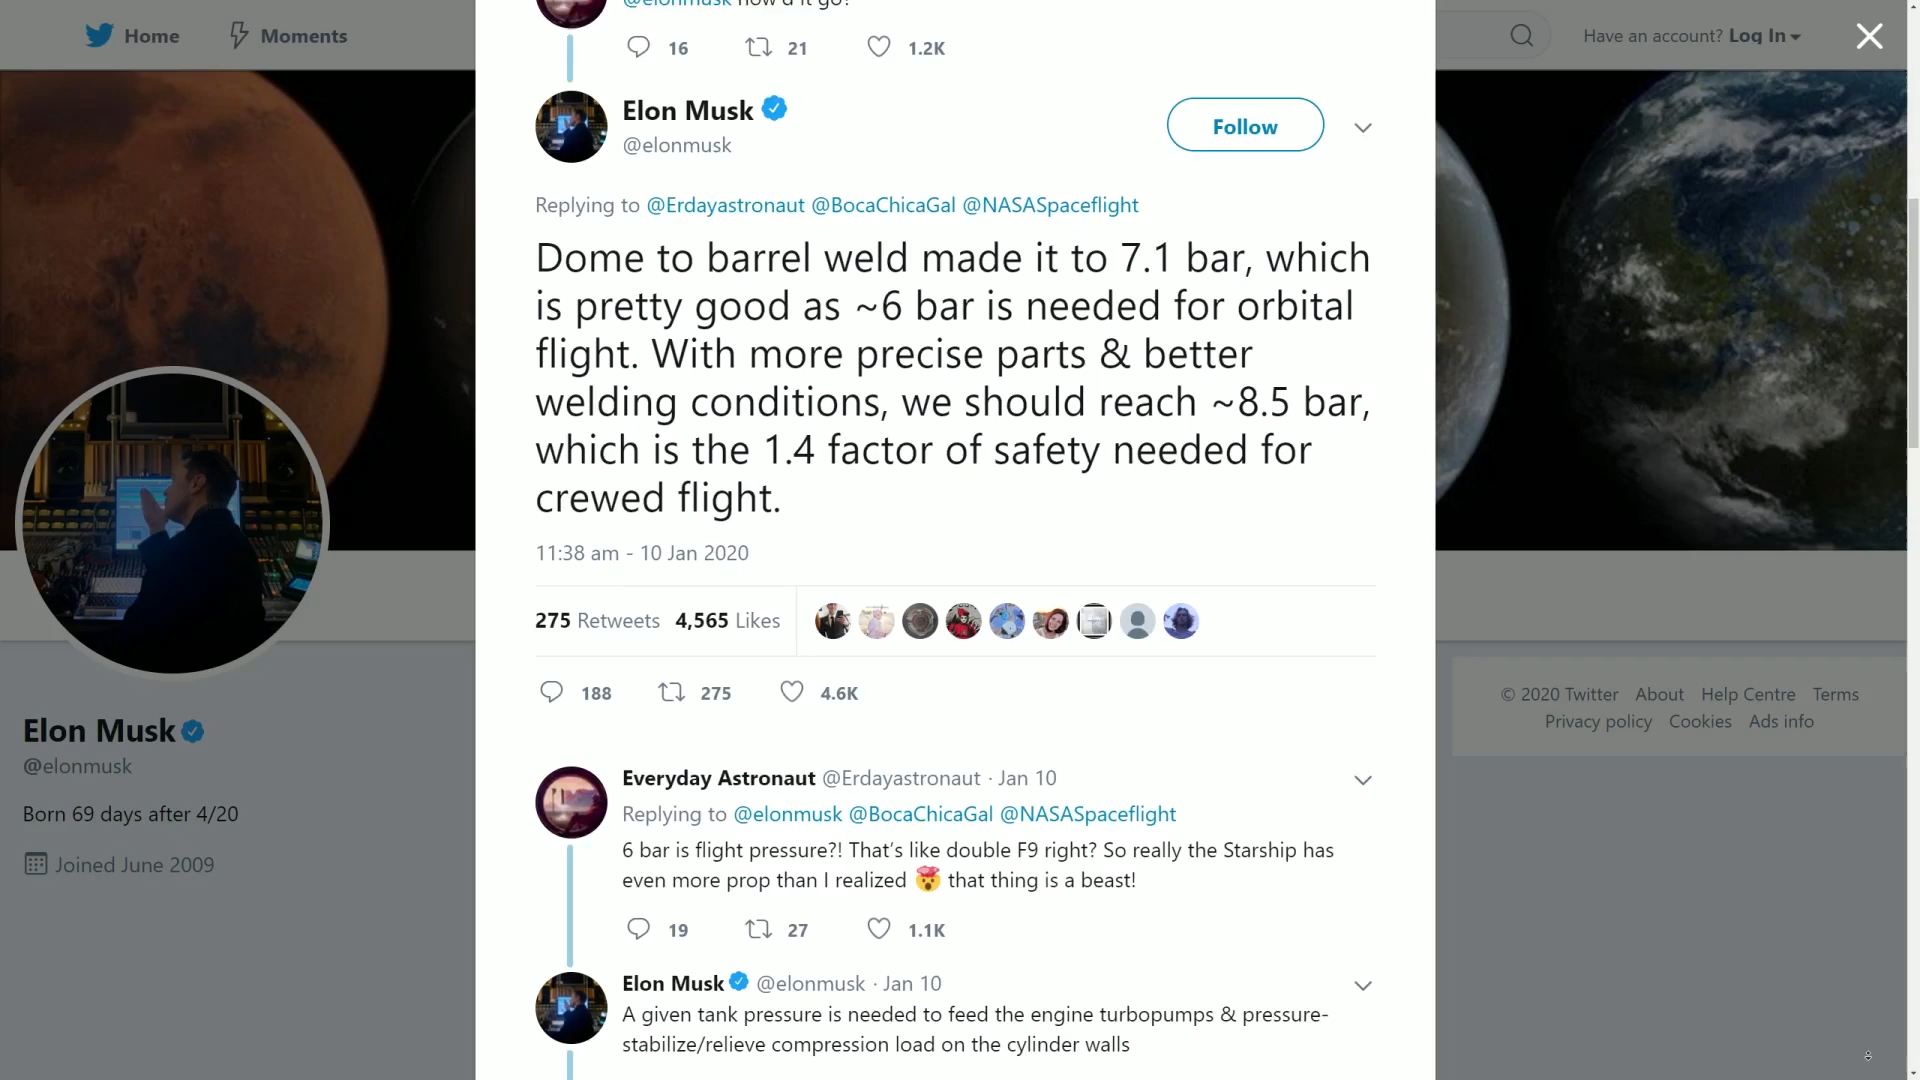 @elonmusk how'd it go?
Home
Moments
Have an account? Log In
16
21
1.2K
Elon Musk
@elonmusk
Follow
Replying to @Erdayastronaut @BocaChicaGal @NASASpaceflight
Dome to barrel weld made it to 7.1 bar, which
is pretty good as ~6 bar is needed for orbital
flight. With more precise parts & better
welding conditions, we should reach ~8.5 bar,
which is the 1.4 factor of safety needed for
crewed flight.
11:38 am - 10 Jan 2020
275 Retweets 4,565 Likes
188
275
4.6K
Elon Musk
@elonmusk
Born 69 days after 4/20
Joined June 2009
© 2020 Twitter About Help Centre Terms
Privacy policy Cookies Ads info
Everyday Astronaut @Erdayastronaut · Jan 10
Replying to @elonmusk @BocaChicaGal @NASASpaceflight
6 bar is flight pressure?! That's like double F9 right? So really the Starship has
even more prop than I realized 🤯 that thing is a beast!
19
27
1.1K
Elon Musk @elonmusk · Jan 10
A given tank pressure is needed to feed the engine turbopumps & pressure-
stabilize/relieve compression load on the cylinder walls